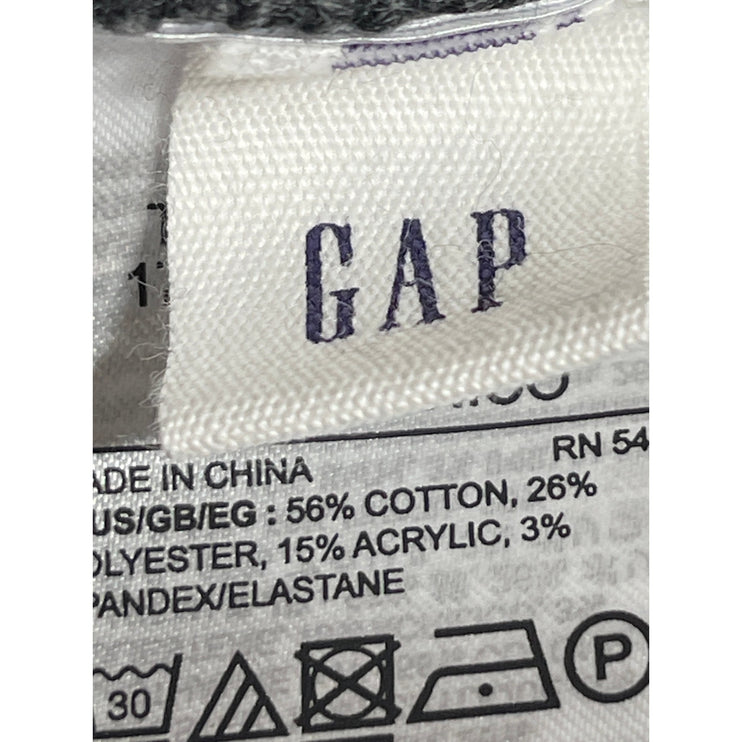 GAP
RN 54
ADE IN CHINA
US/GB/EG : 56% COTTON, 26%
OLYESTER, 15% ACRYLIC, 3%
PANDEX/ELASTANE
30
P